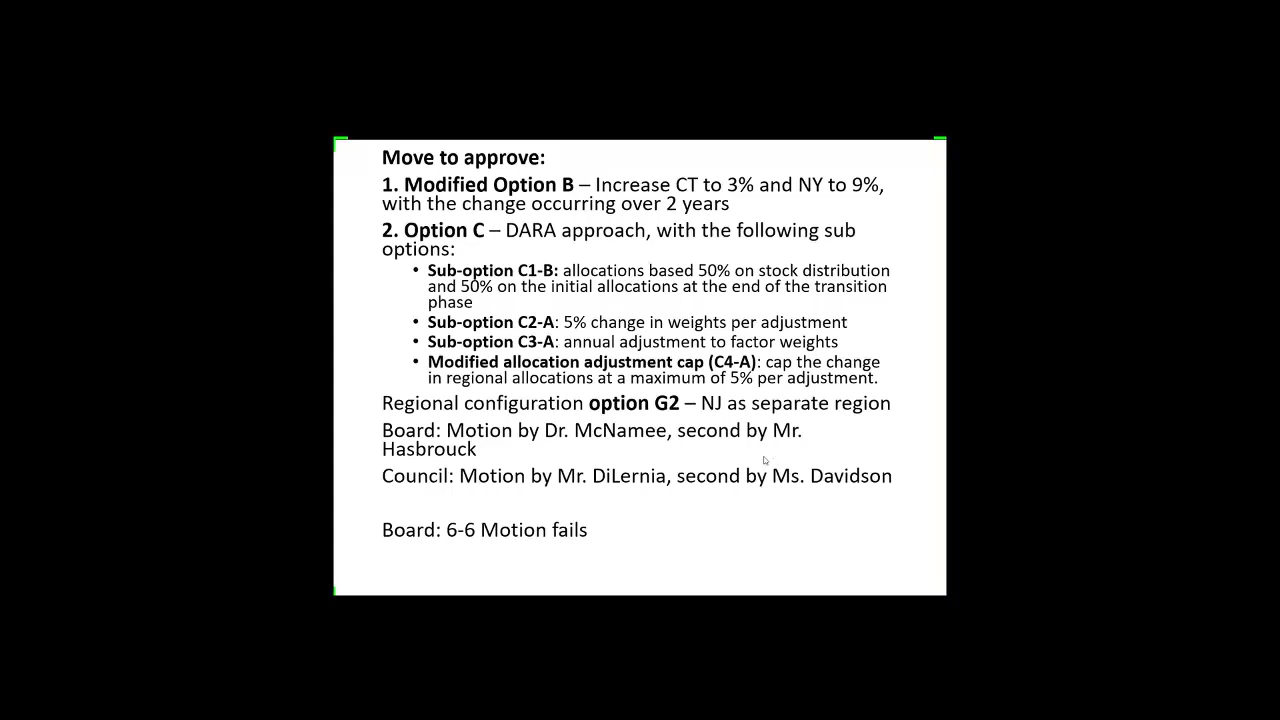 Move to approve:
1. Modified Option B – Increase CT to 3% and NY to 9%,
with the change occurring over 2 years
2. Option C – DARA approach, with the following sub
options:
• Sub-option C1-B: allocations based 50% on stock distribution
and 50% on the initial allocations at the end of the transition
phase
• Sub-option C2-A: 5% change in weights per adjustment
• Sub-option C3-A: annual adjustment to factor weights
• Modified allocation adjustment cap (C4-A): cap the change
in regional allocations at a maximum of 5% per adjustment.
Regional configuration option G2 – NJ as separate region
Board: Motion by Dr. McNamee, second by Mr.
Hasbrouck
Council: Motion by Mr. DiLernia, second by Ms. Davidson
Board: 6-6 Motion fails